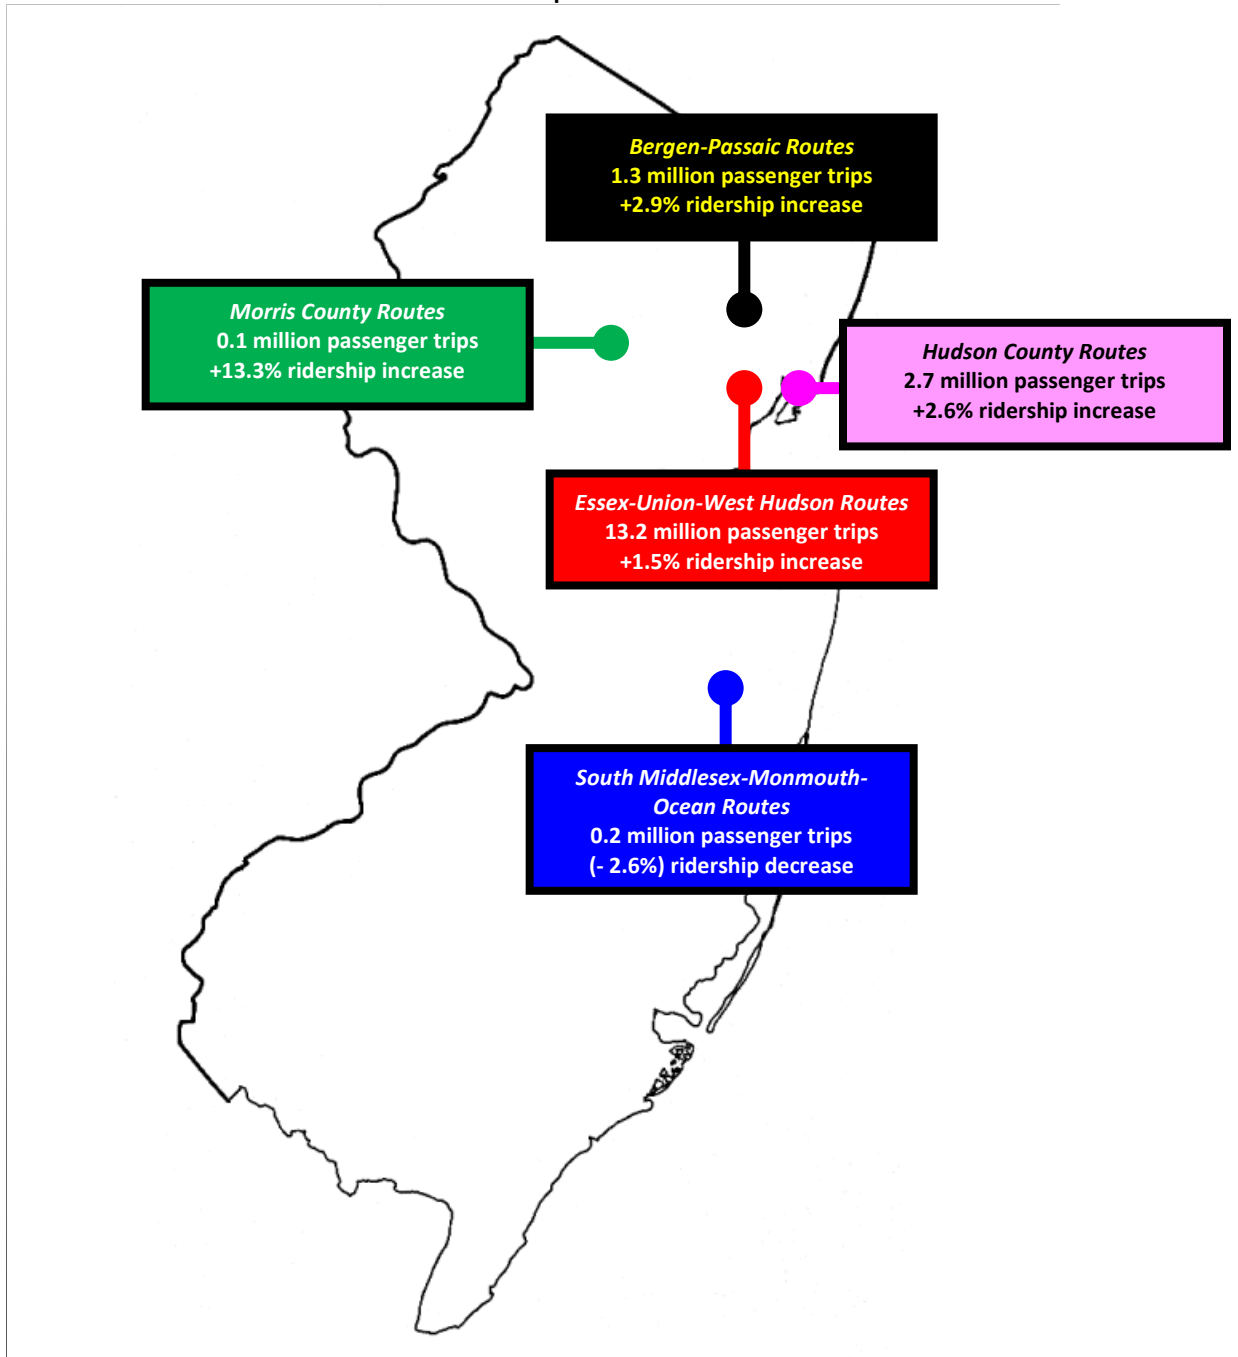 Bergen-Passaic Routes
1.3 million passenger trips
+2.9% ridership increase
Morris County Routes
0.1 million passenger trips
+13.3% ridership increase
Hudson County Routes
2.7 million passenger trips
+2.6% ridership increase
Essex-Union-West Hudson Routes
13.2 million passenger trips
+1.5% ridership increase
South Middlesex-Monmouth-
Ocean Routes
0.2 million passenger trips
(- 2.6%) ridership decrease